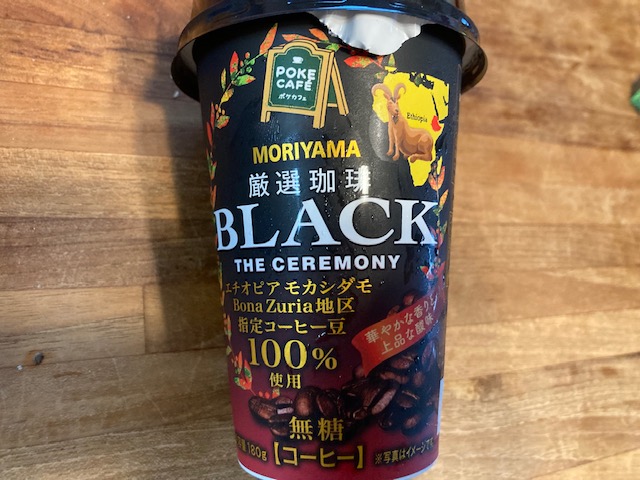 POKE
CAFÉ
ポケカフェ
Ethiopia
MORIYAMA
厳選珈琲
BLACK
THE CEREMONY
エチオピア モカシダモ
Bona Zuria地区
指定コーヒー豆
100%
使用
華やかな香りと
上品な酸味
無糖
180g【コーヒー】※写真はイメージです。